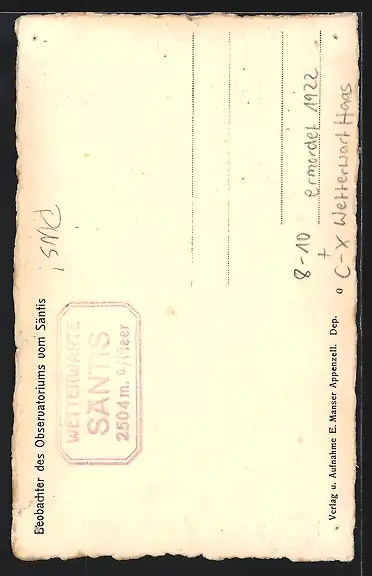 Beobachter des Observatoriums vom Säntis
WETTERWARTE
SÄNTIS
2504 m. ü/Meer
8-10
+ ermordet 1922
C-X Wetterwart Haas
Verlag u. Aufnahme E. Manser Appenzell. Dep.